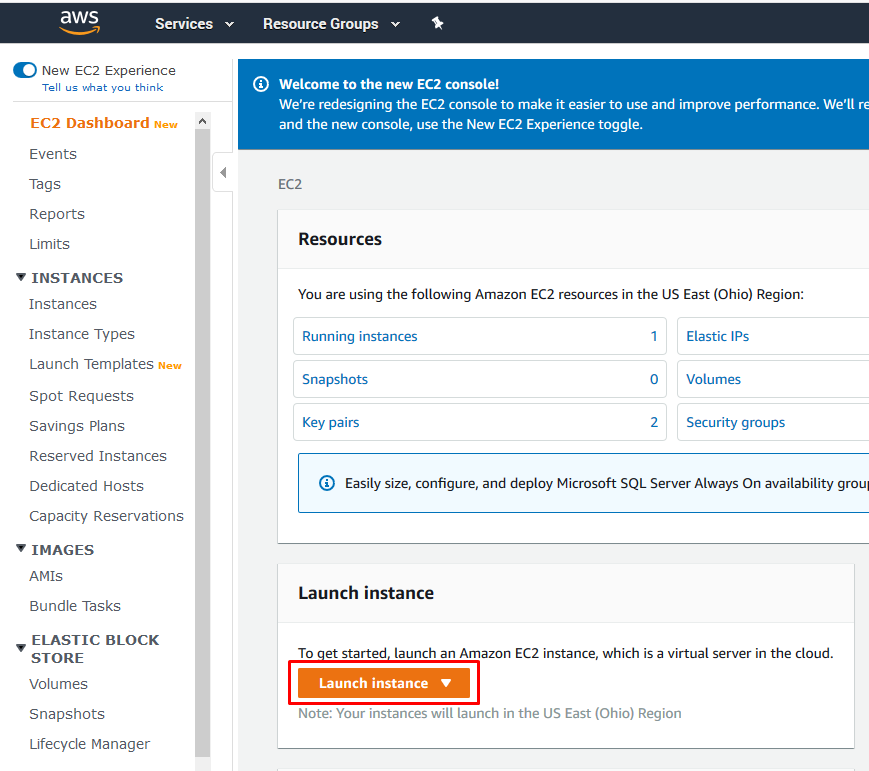 aws
Services
Resource Groups
New EC2 Experience
Tell us what you think
EC2 Dashboard New
Events
Tags
Reports
Limits
INSTANCES
Instances
Instance Types
Launch Templates New
Spot Requests
Savings Plans
Reserved Instances
Dedicated Hosts
Capacity Reservations
IMAGES
AMIs
Bundle Tasks
ELASTIC BLOCK
STORE
Volumes
Snapshots
Lifecycle Manager
Welcome to the new EC2 console!
We're redesigning the EC2 console to make it easier to use and improve performance. We'll re
and the new console, use the New EC2 Experience toggle.
EC2
Resources
You are using the following Amazon EC2 resources in the US East (Ohio) Region:
Running instances 1
Elastic IPs
Snapshots 0
Volumes
Key pairs 2
Security groups
Easily size, configure, and deploy Microsoft SQL Server Always On availability grou
Launch instance
To get started, launch an Amazon EC2 instance, which is a virtual server in the cloud.
Launch instance
Note: Your instances will launch in the US East (Ohio) Region